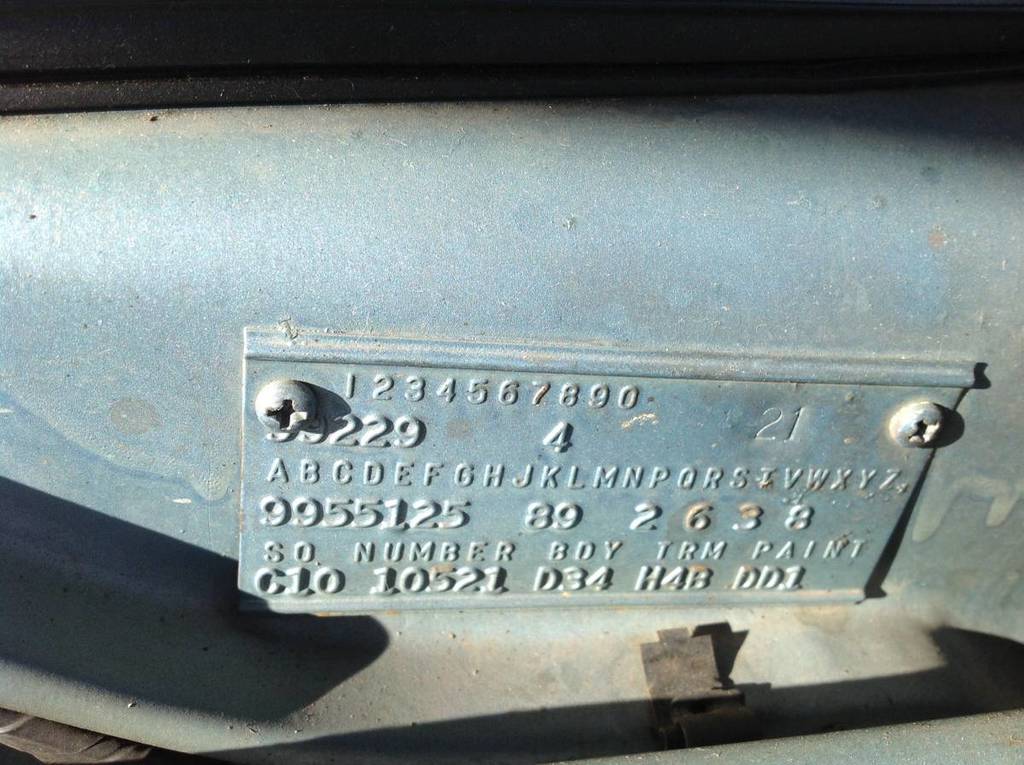 1234567890
99229 4 21
ABCDEFGHJKLMNPQRSTVWXYZ
9955125 89 2 6 3 8
SO NUMBER BDY TRM PAINT
C10 10521 D34 H4B DD1